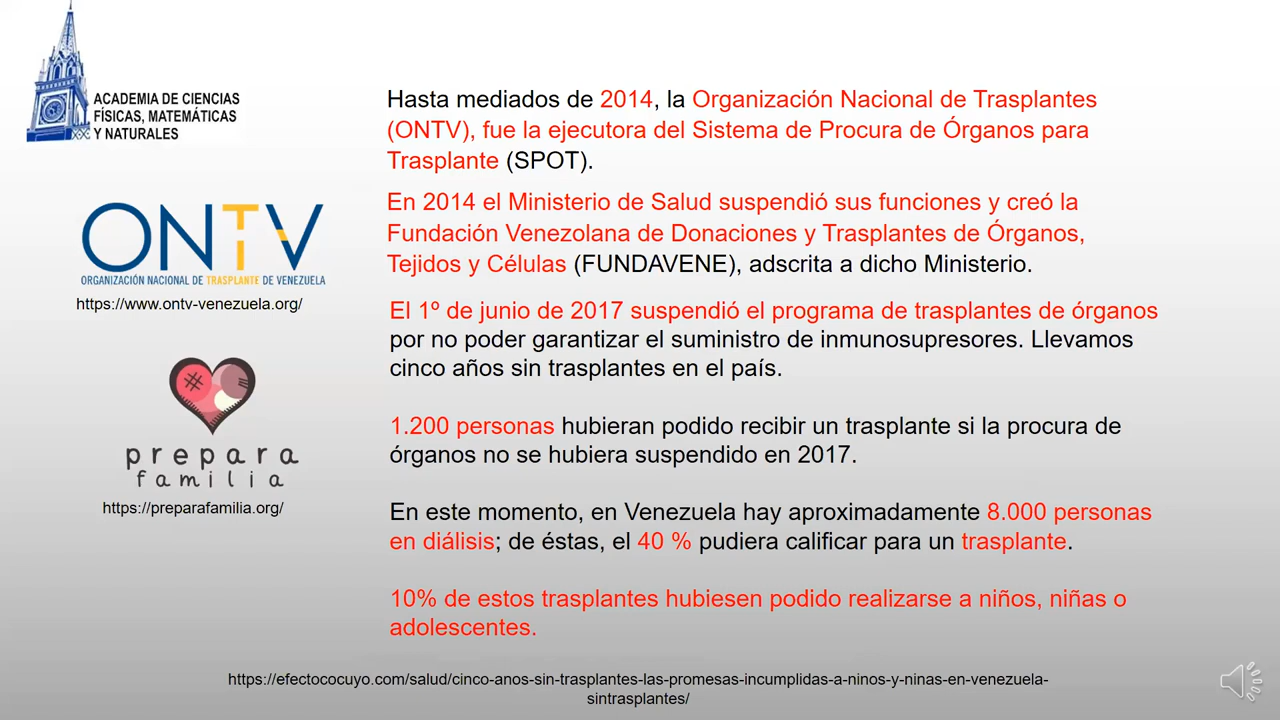 ACADEMIA DE CIENCIAS
FÍSICAS, MATEMÁTICAS
Y NATURALES
ONTV
ORGANIZACIÓN NACIONAL DE TRASPLANTE DE VENEZUELA
https://www.ontv-venezuela.org/
prepara
familia
https://preparafamilia.org/
Hasta mediados de 2014, la Organización Nacional de Trasplantes
(ONTV), fue la ejecutora del Sistema de Procura de Órganos para
Trasplante (SPOT).
En 2014 el Ministerio de Salud suspendió sus funciones y creó la
Fundación Venezolana de Donaciones y Trasplantes de Órganos,
Tejidos y Células (FUNDAVENE), adscrita a dicho Ministerio.
El 1º de junio de 2017 suspendió el programa de trasplantes de órganos
por no poder garantizar el suministro de inmunosupresores. Llevamos
cinco años sin trasplantes en el país.
1.200 personas hubieran podido recibir un trasplante si la procura de
órganos no se hubiera suspendido en 2017.
En este momento, en Venezuela hay aproximadamente 8.000 personas
en diálisis; de éstas, el 40 % pudiera calificar para un trasplante.
10% de estos trasplantes hubiesen podido realizarse a niños, niñas o
adolescentes.
https://efectococuyo.com/salud/cinco-anos-sin-trasplantes-las-promesas-incumplidas-a-ninos-y-ninas-en-venezuela-
sintrasplantes/